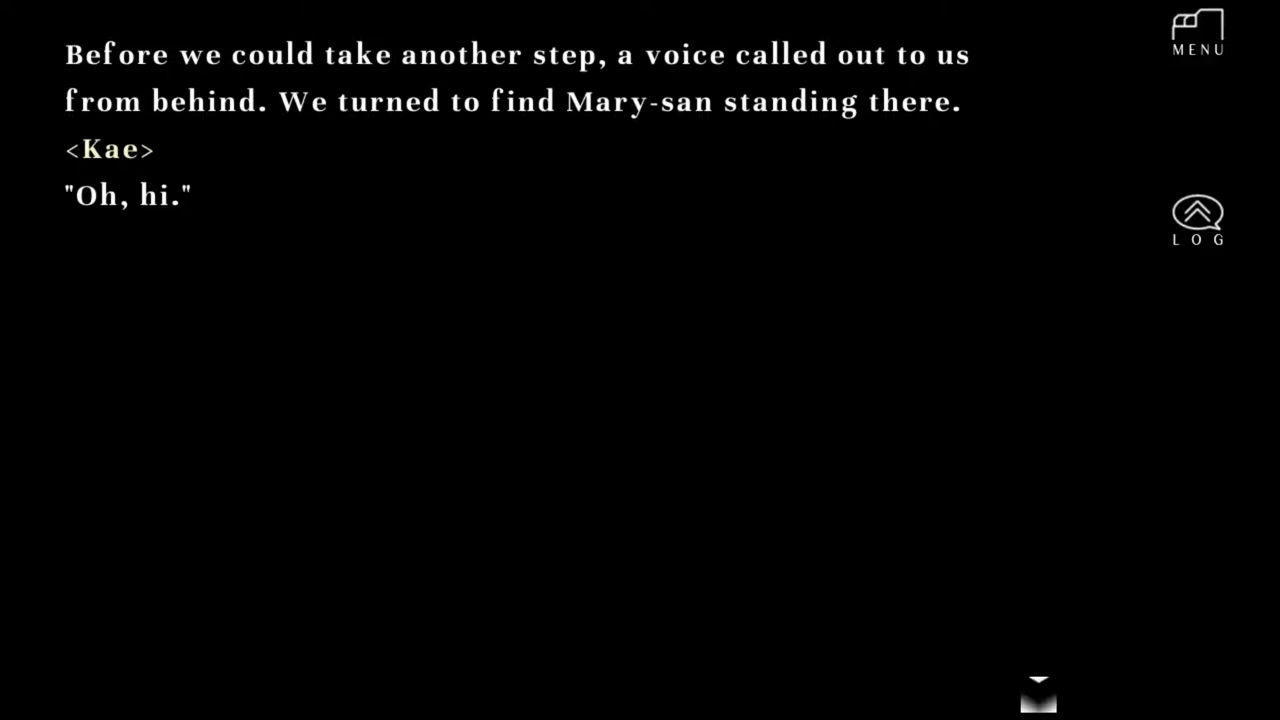 Before we could take another step, a voice called out to us
from behind. We turned to find Mary-san standing there.
<Kae>
"Oh, hi."
MENU
LOG